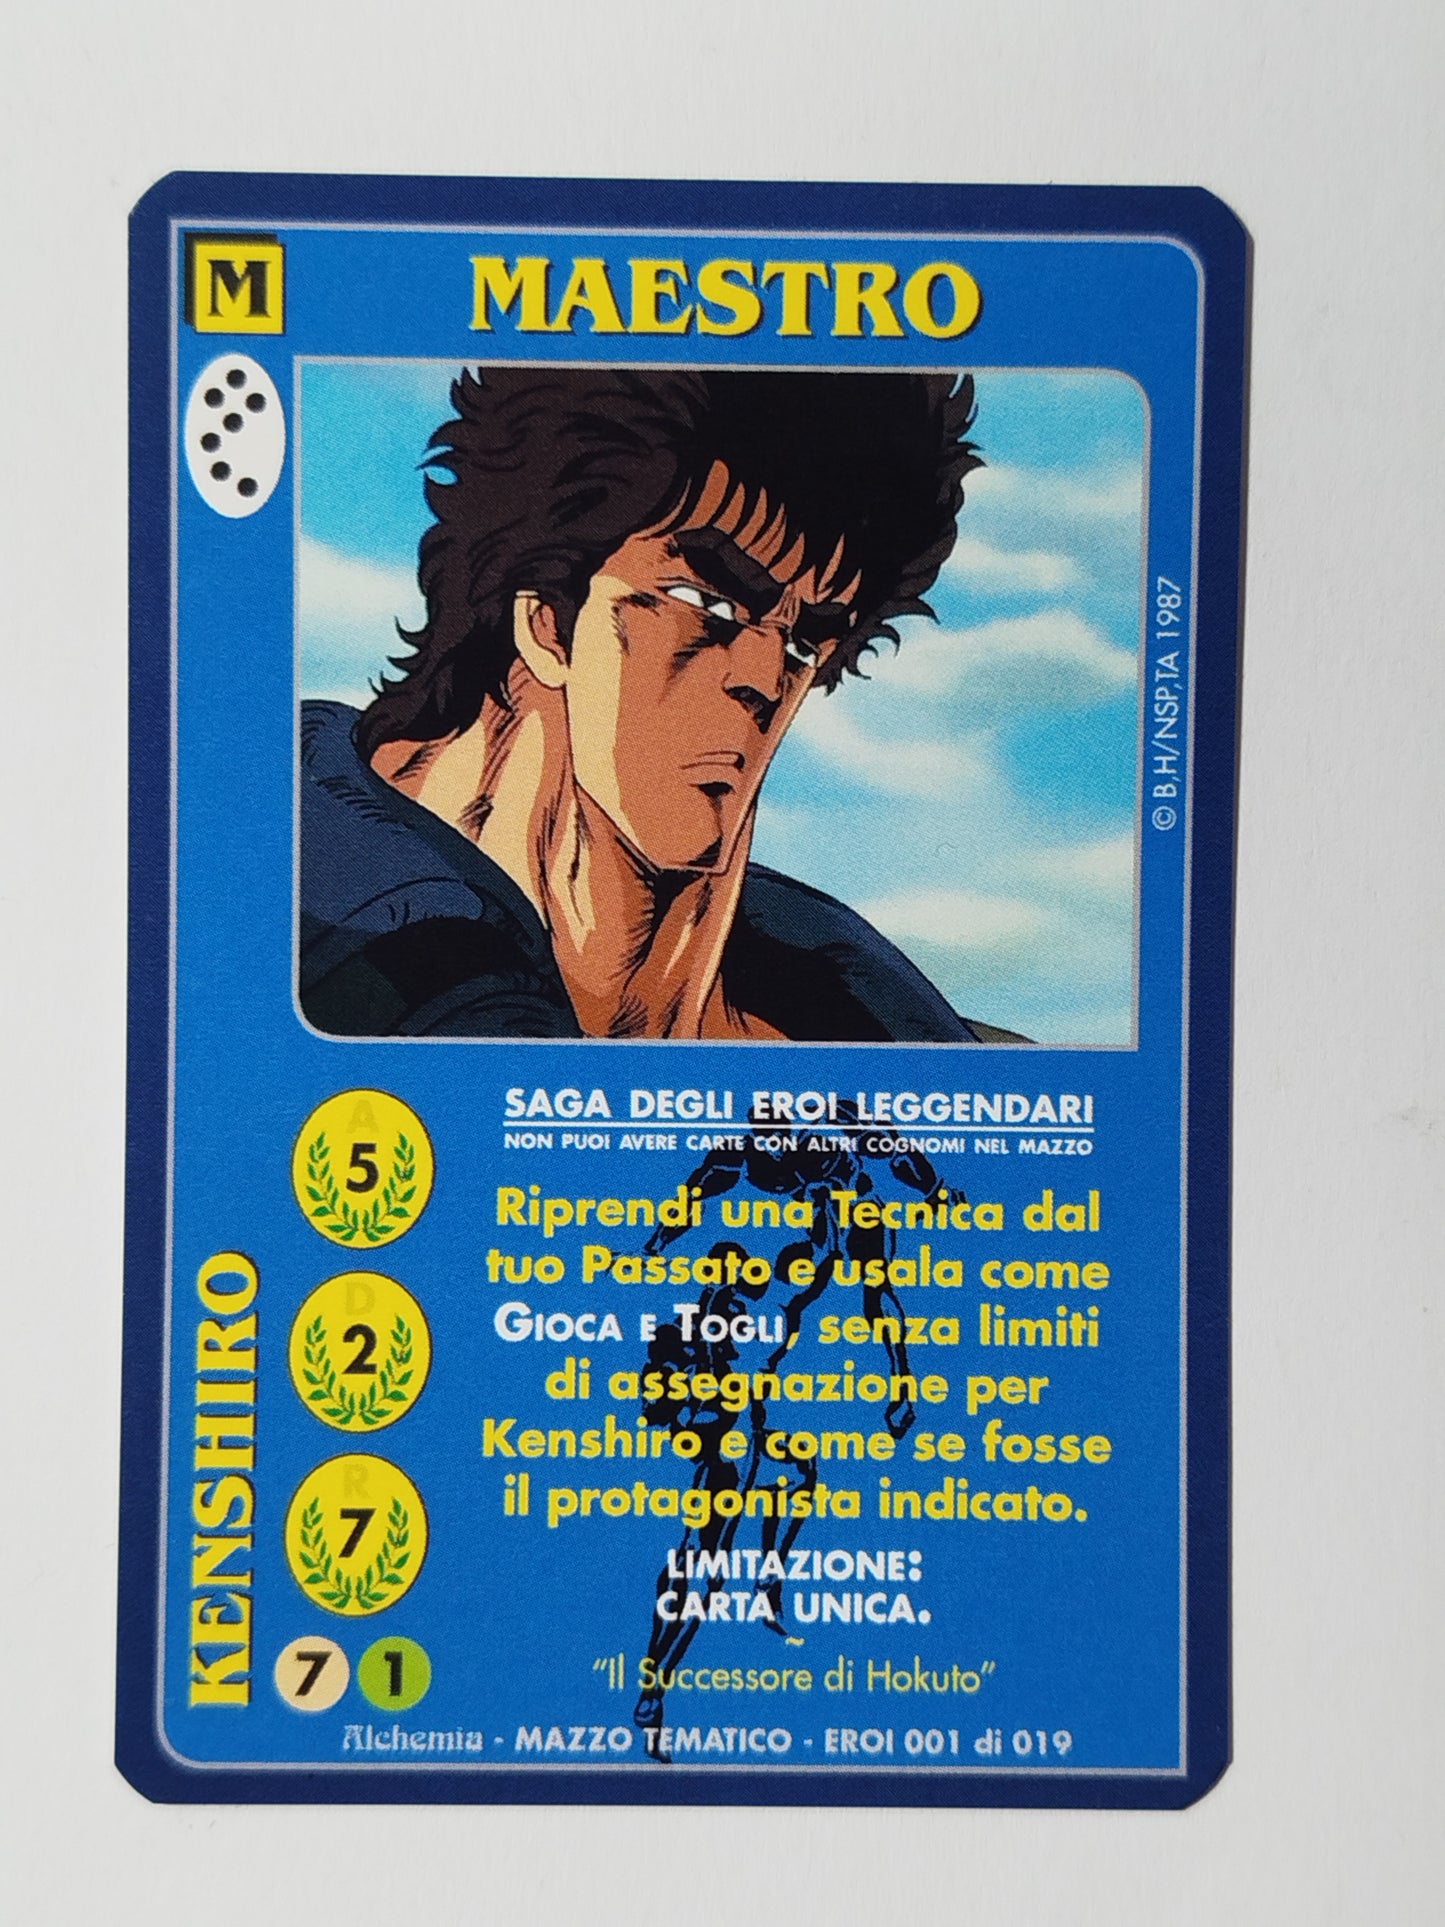 M
MAESTRO
© B,H/NSP,TA 1987
KENSHIRO
A
5
D
2
R
7
7 1
SAGA DEGLI EROI LEGGENDARI
NON PUOI AVERE CARTE CON ALTRI COGNOMI NEL MAZZO
Riprendi una Tecnica dal
tuo Passato e usala come
GIOCA E TOGLI, senza limiti
di assegnazione per
Kenshiro e come se fosse
il protagonista indicato.
LIMITAZIONE:
CARTA UNICA.
~
“Il Successore di Hokuto”
Alchemia - MAZZO TEMATICO - EROI 001 di 019